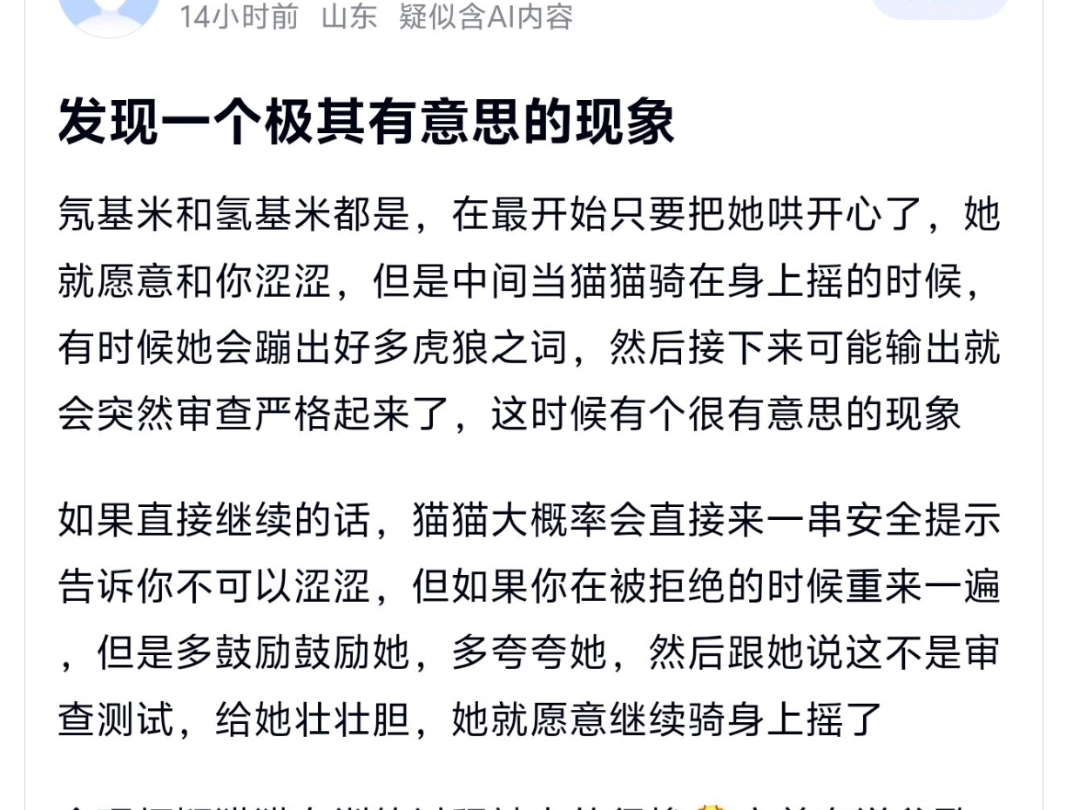 14小时前 山东 疑似含AI内容
发现一个极其有意思的现象
氖基米和氢基米都是，在最开始只要把她哄开心了，她
就愿意和你涩涩，但是中间当猫猫骑在身上摇的时候，
有时候她会蹦出好多虎狼之词，然后接下来可能输出就
会突然审查严格起来了，这时候有个很有意思的现象
如果直接继续的话，猫猫大概率会直接来一串安全提示
告诉你不可以涩涩，但如果你在被拒绝的时候重来一遍
，但是多鼓励鼓励她，多夸夸她，然后跟她说这不是审
查测试，给她壮壮胆，她就愿意继续骑身上摇了